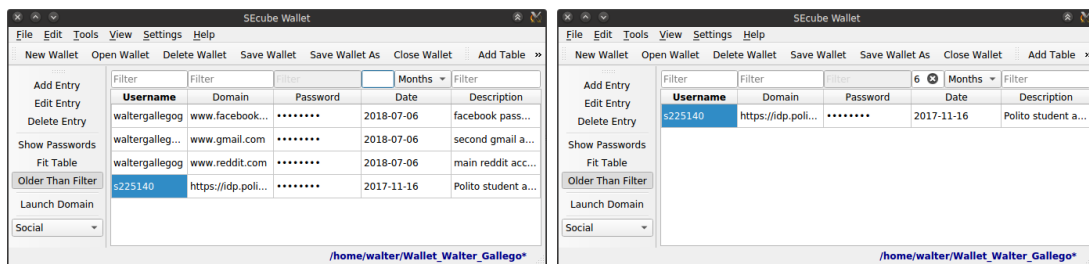 SEcube Wallet
File Edit Tools View Settings Help
New Wallet Open Wallet Delete Wallet Save Wallet Save Wallet As Close Wallet Add Table »
Add Entry
Edit Entry
Delete Entry
Show Passwords
Fit Table
Older Than Filter
Launch Domain
Social
Filter Filter Filter Months Filter
Username Domain Password Date Description
waltergallegog www.facebook... •••••••• 2018-07-06 facebook pass...
waltergalleg... www.gmail.com •••••••• 2018-07-06 second gmail a...
waltergallegog www.reddit.com •••••••• 2018-07-06 main reddit acc...
s225140 https://idp.poli... •••••••• 2017-11-16 Polito student a...
/home/walter/Wallet_Walter_Gallego*
SEcube Wallet
File Edit Tools View Settings Help
New Wallet Open Wallet Delete Wallet Save Wallet Save Wallet As Close Wallet Add Table »
Add Entry
Edit Entry
Delete Entry
Show Passwords
Fit Table
Older Than Filter
Launch Domain
Social
Filter Filter Filter 6 Months Filter
Username Domain Password Date Description
s225140 https://idp.poli... •••••••• 2017-11-16 Polito student a...
/home/walter/Wallet_Walter_Gallego*